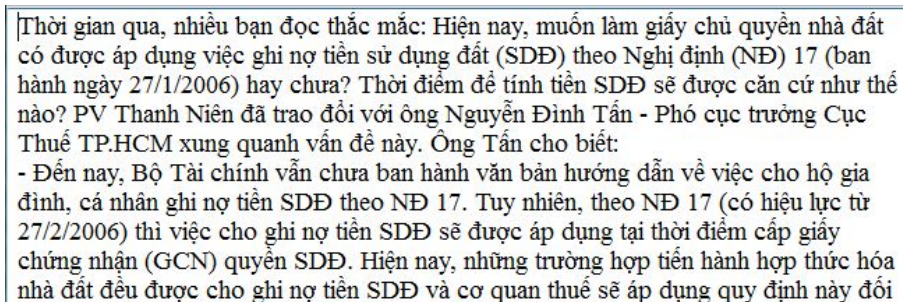 Thời gian qua, nhiều bạn đọc thắc mắc: Hiện nay, muốn làm giấy chủ quyền nhà đất
có được áp dụng việc ghi nợ tiền sử dụng đất (SDĐ) theo Nghị định (NĐ) 17 (ban
hành ngày 27/1/2006) hay chưa? Thời điểm để tính tiền SDĐ sẽ được căn cứ như thế
nào? PV Thanh Niên đã trao đổi với ông Nguyễn Đình Tấn - Phó cục trưởng Cục
Thuế TP.HCM xung quanh vấn đề này. Ông Tấn cho biết:
- Đến nay, Bộ Tài chính vẫn chưa ban hành văn bản hướng dẫn về việc cho hộ gia
đình, cá nhân ghi nợ tiền SDĐ theo NĐ 17. Tuy nhiên, theo NĐ 17 (có hiệu lực từ
27/2/2006) thì việc cho ghi nợ tiền SDĐ sẽ được áp dụng tại thời điểm cấp giấy
chứng nhận (GCN) quyền SDĐ. Hiện nay, những trường hợp tiến hành hợp thức hóa
nhà đất đều được cho ghi nợ tiền SDĐ và cơ quan thuế sẽ áp dụng quy định này đối